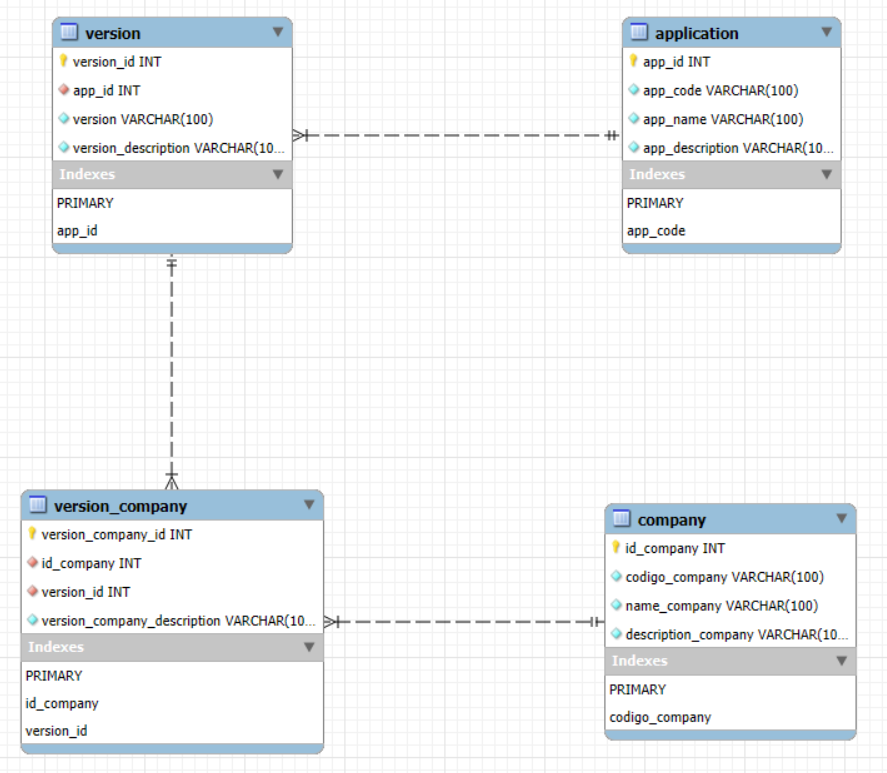 version
version_id INT
app_id INT
version VARCHAR(100)
version_description VARCHAR(10...
Indexes
PRIMARY
app_id
application
app_id INT
app_code VARCHAR(100)
app_name VARCHAR(100)
app_description VARCHAR(10...
Indexes
PRIMARY
app_code
version_company
version_company_id INT
id_company INT
version_id INT
version_company_description VARCHAR(10...
Indexes
PRIMARY
id_company
version_id
company
id_company INT
codigo_company VARCHAR(100)
name_company VARCHAR(100)
description_company VARCHAR(10...
Indexes
PRIMARY
codigo_company